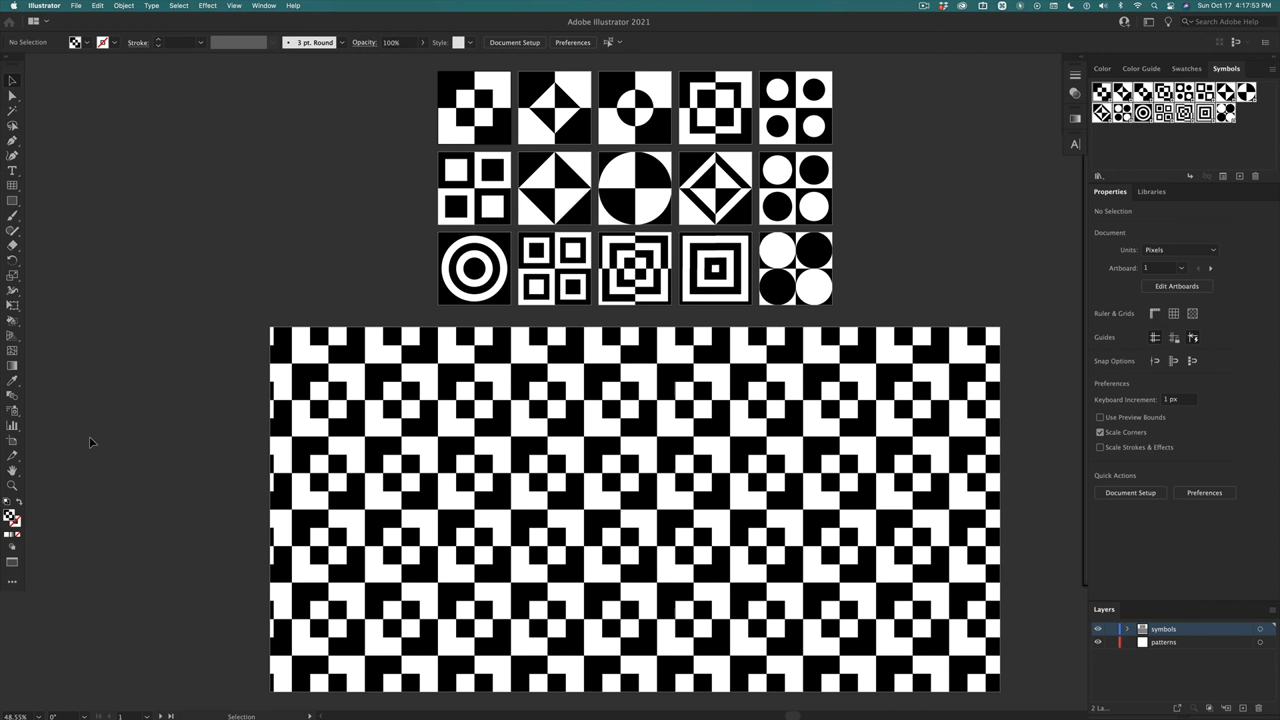 Illustrator File Edit Object Type Select Effect View Window Help
Sun Oct 17 4:17:53 PM
Adobe Illustrator 2021
Search Adobe Help
No Selection
Stroke:
3 pt. Round
Opacity: 100%
Style:
Document Setup
Preferences
Color Color Guide Swatches Symbols
Properties Libraries
No Selection
Document
Units: Pixels
Artboard: 1
Edit Artboards
Ruler & Grids
Guides
Snap Options
Preferences
Keyboard Increment: 1 px
Use Preview Bounds
Scale Corners
Scale Strokes & Effects
Quick Actions
Document Setup
Preferences
Layers
symbols
patterns
2 La...
48.55% 0° 1 Selection